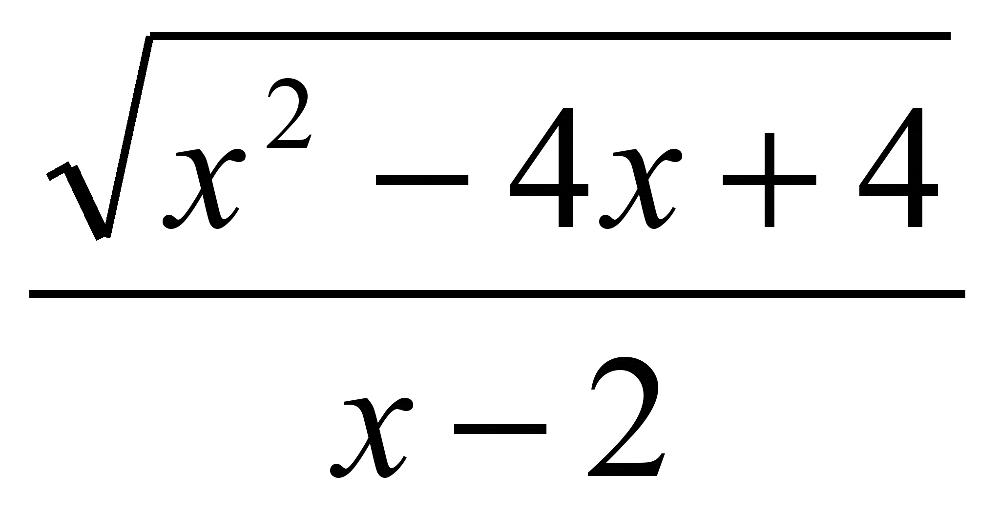 √(x² − 4x + 4)
x − 2